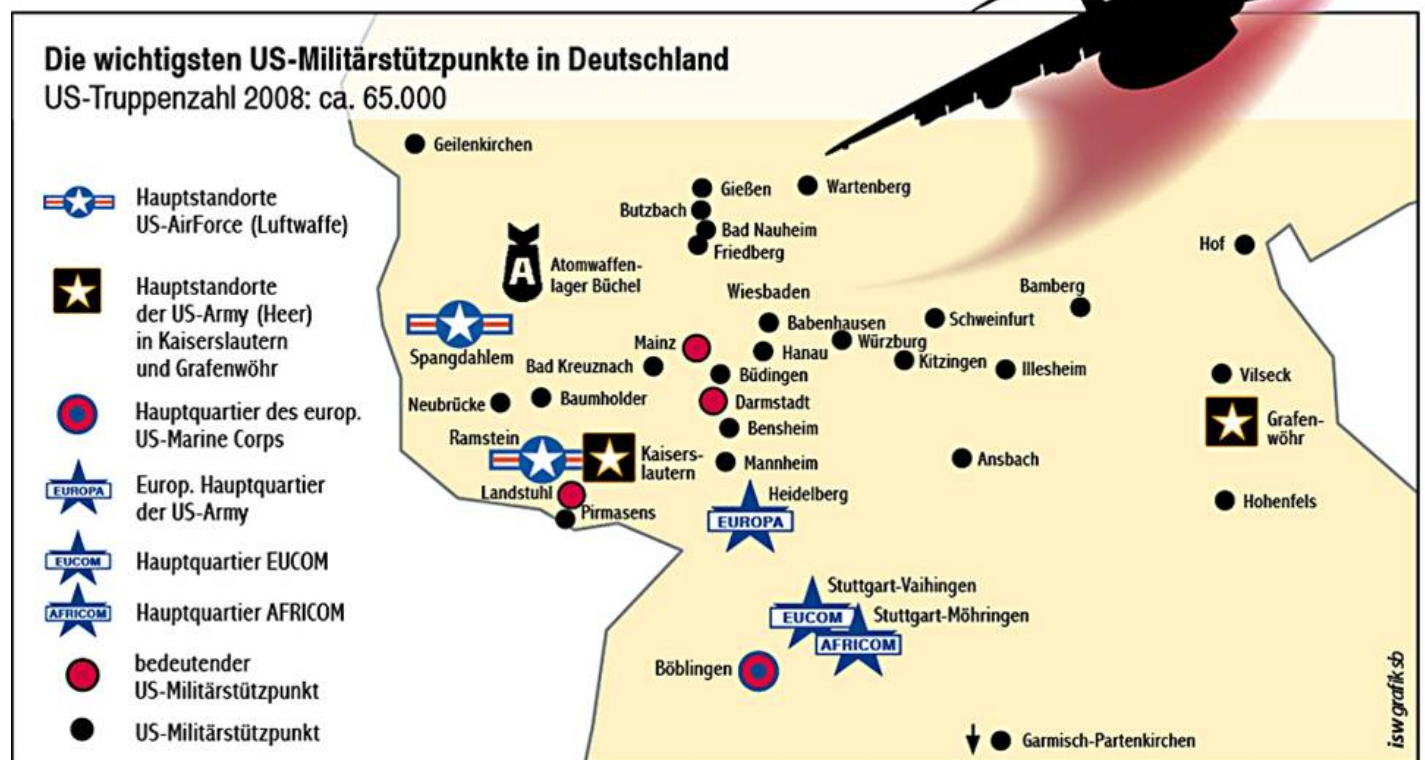 Die wichtigsten US-Militärstützpunkte in Deutschland
US-Truppenzahl 2008: ca. 65.000
Hauptstandorte
US-AirForce (Luftwaffe)
Hauptstandorte
der US-Army (Heer)
in Kaiserslautern
und Grafenwöhr
Hauptquartier des europ.
US-Marine Corps
EUROPA
Europ. Hauptquartier
der US-Army
EUCOM
Hauptquartier EUCOM
AFRICOM
Hauptquartier AFRICOM
bedeutender
US-Militärstützpunkt
US-Militärstützpunkt
Geilenkirchen
Gießen
Wartenberg
Butzbach
Bad Nauheim
Friedberg
Hof
A
Atomwaffen-
lager Büchel
Wiesbaden
Bamberg
Spangdahlem
Babenhausen
Schweinfurt
Mainz
Würzburg
Hanau
Kitzingen
Bad Kreuznach
Büdingen
Illesheim
Vilseck
Neubrücke
Baumholder
Darmstadt
Grafen-
wöhr
Bensheim
Ramstein
Kaisers-
lautern
Mannheim
Ansbach
Landstuhl
Pirmasens
Heidelberg
EUROPA
Hohenfels
Stuttgart-Vaihingen
EUCOM
Stuttgart-Möhringen
AFRICOM
Böblingen
Garmisch-Partenkirchen
isw grafik sb